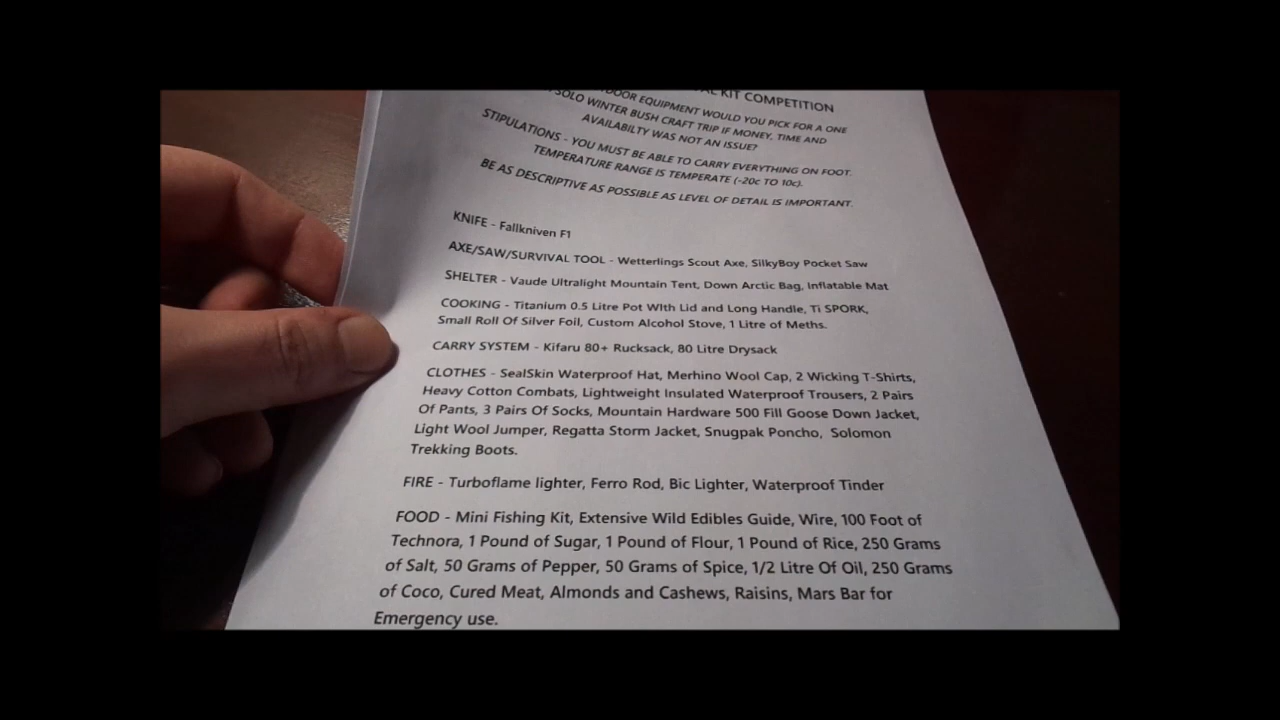 KIT COMPETITION
EQUIPMENT WOULD YOU PICK FOR A ONE
SOLO WINTER BUSH CRAFT TRIP IF MONEY, TIME AND
AVAILABILTY WAS NOT AN ISSUE?
STIPULATIONS - YOU MUST BE ABLE TO CARRY EVERYTHING ON FOOT.
TEMPERATURE RANGE IS TEMPERATE (-20c TO 10c).
BE AS DESCRIPTIVE AS POSSIBLE AS LEVEL OF DETAIL IS IMPORTANT.
KNIFE - Fallkniven F1
AXE/SAW/SURVIVAL TOOL - Wetterlings Scout Axe, SilkyBoy Pocket Saw
SHELTER - Vaude Ultralight Mountain Tent, Down Arctic Bag, Inflatable Mat
COOKING - Titanium 0.5 Litre Pot WIth Lid and Long Handle, Ti SPORK,
Small Roll Of Silver Foil, Custom Alcohol Stove, 1 Litre of Meths.
CARRY SYSTEM - Kifaru 80+ Rucksack, 80 Litre Drysack
CLOTHES - SealSkin Waterproof Hat, Merhino Wool Cap, 2 Wicking T-Shirts,
Heavy Cotton Combats, Lightweight Insulated Waterproof Trousers, 2 Pairs
Of Pants, 3 Pairs Of Socks, Mountain Hardware 500 Fill Goose Down Jacket,
Light Wool Jumper, Regatta Storm Jacket, Snugpak Poncho, Solomon
Trekking Boots.
FIRE - Turboflame lighter, Ferro Rod, Bic Lighter, Waterproof Tinder
FOOD - Mini Fishing Kit, Extensive Wild Edibles Guide, Wire, 100 Foot of
Technora, 1 Pound of Sugar, 1 Pound of Flour, 1 Pound of Rice, 250 Grams
of Salt, 50 Grams of Pepper, 50 Grams of Spice, 1/2 Litre Of Oil, 250 Grams
of Coco, Cured Meat, Almonds and Cashews, Raisins, Mars Bar for
Emergency use.